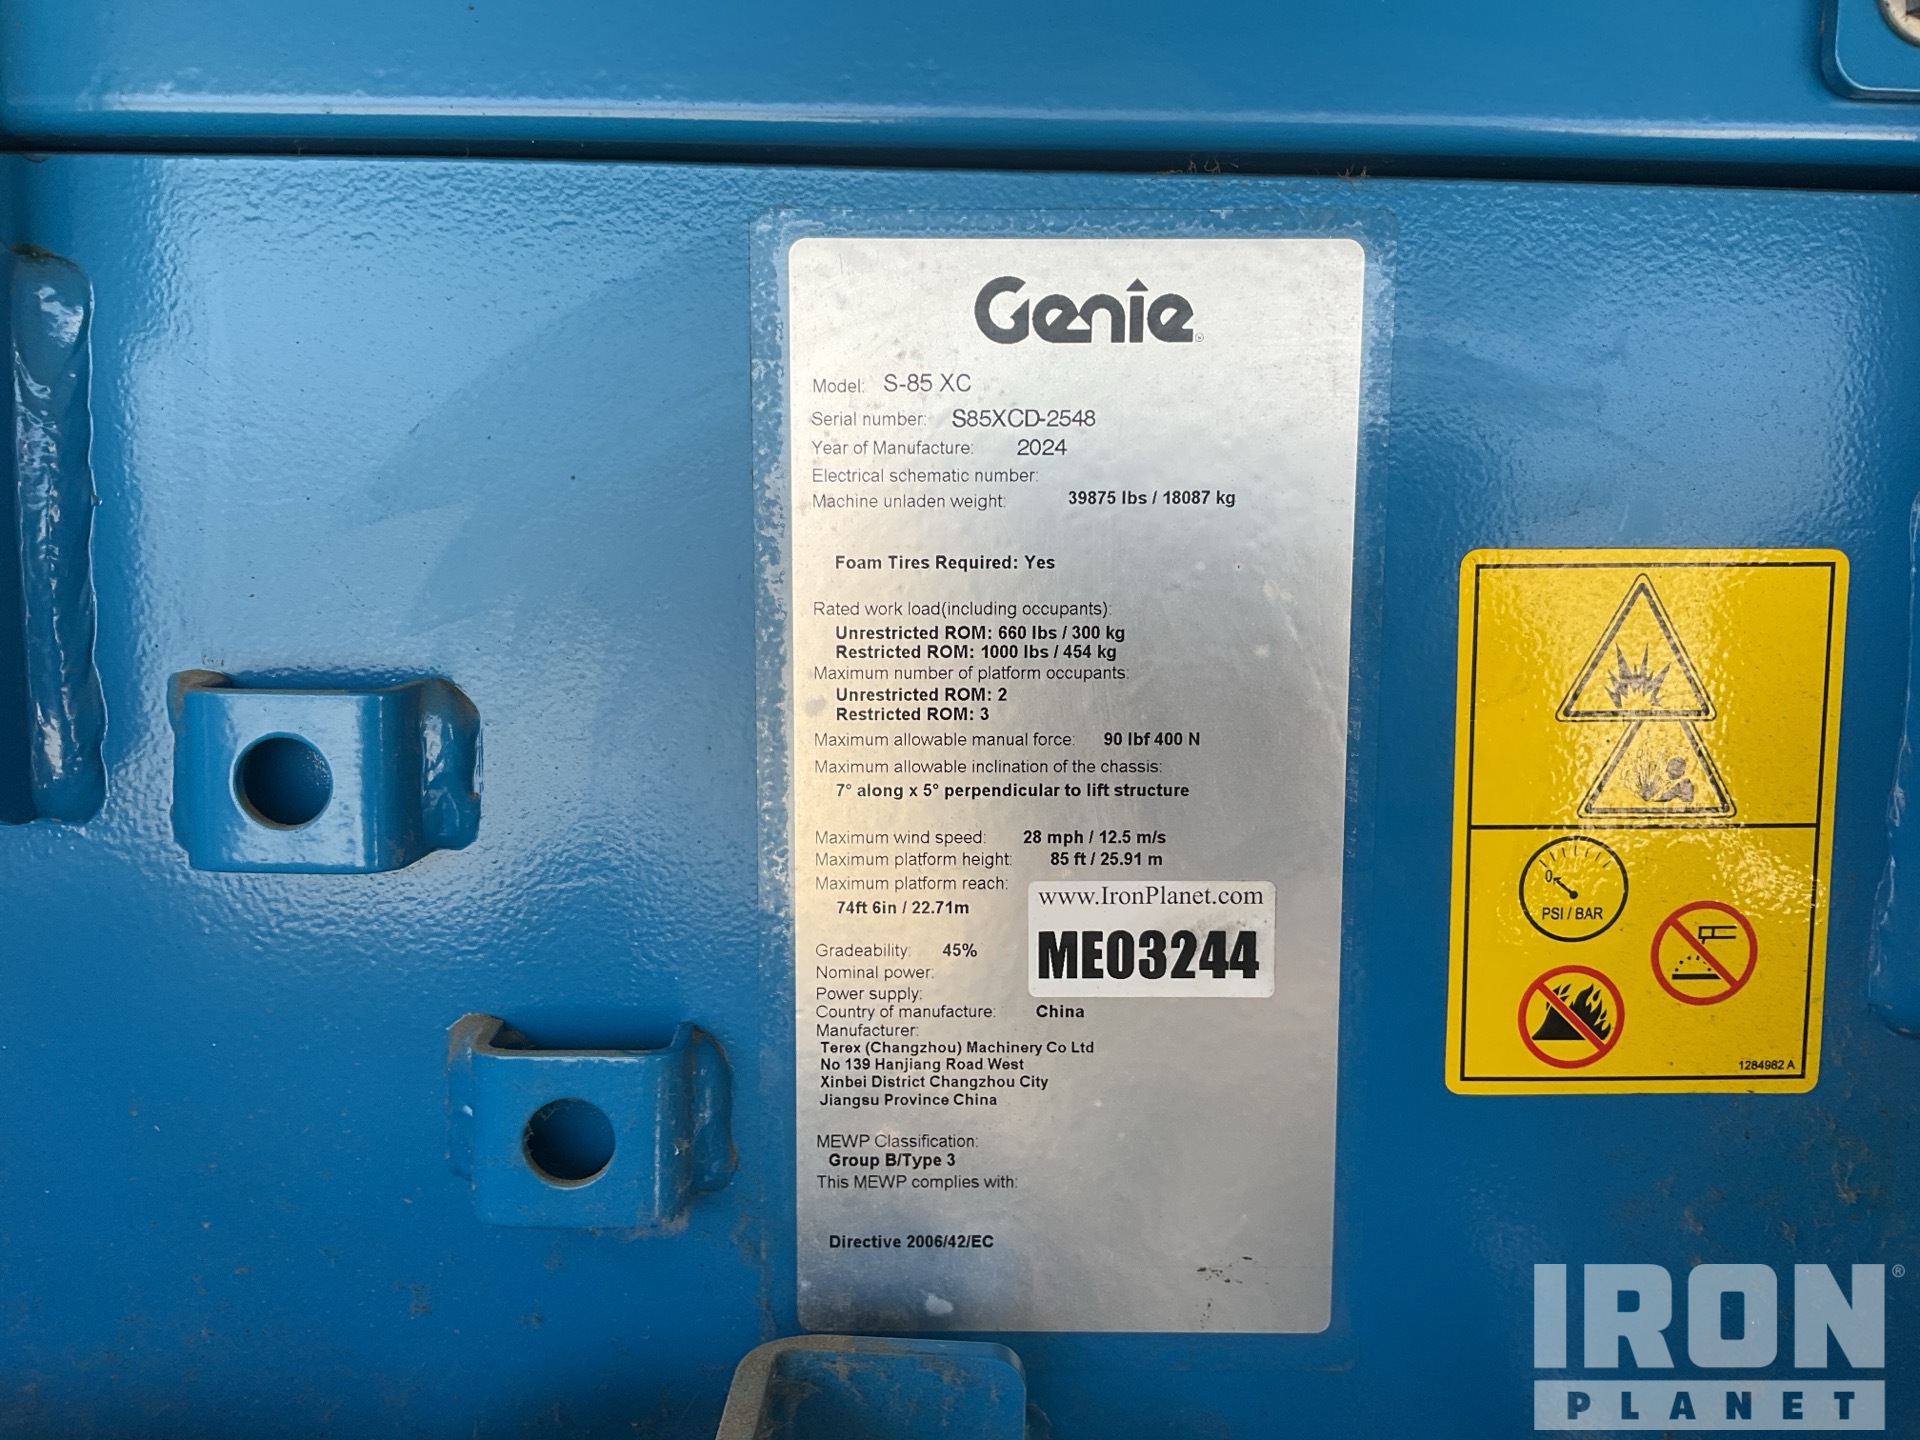 Genie®
Model: S-85 XC
Serial number: S85XCD-2548
Year of Manufacture: 2024
Electrical schematic number:
Machine unladen weight: 39875 lbs / 18087 kg
Foam Tires Required: Yes
Rated work load(including occupants):
Unrestricted ROM: 660 lbs / 300 kg
Restricted ROM: 1000 lbs / 454 kg
Maximum number of platform occupants:
Unrestricted ROM: 2
Restricted ROM: 3
Maximum allowable manual force: 90 lbf 400 N
Maximum allowable inclination of the chassis:
7° along x 5° perpendicular to lift structure
Maximum wind speed: 28 mph / 12.5 m/s
Maximum platform height: 85 ft / 25.91 m
Maximum platform reach:
74ft 6in / 22.71m
Gradeability: 45%
Nominal power:
Power supply:
Country of manufacture: China
Manufacturer:
Terex (Changzhou) Machinery Co Ltd
No 139 Hanjiang Road West
Xinbei District Changzhou City
Jiangsu Province China
MEWP Classification:
Group B/Type 3
This MEWP complies with:
Directive 2006/42/EC
www.IronPlanet.com
ME03244
0
PSI / BAR
1284982 A
IRON®
PLANET